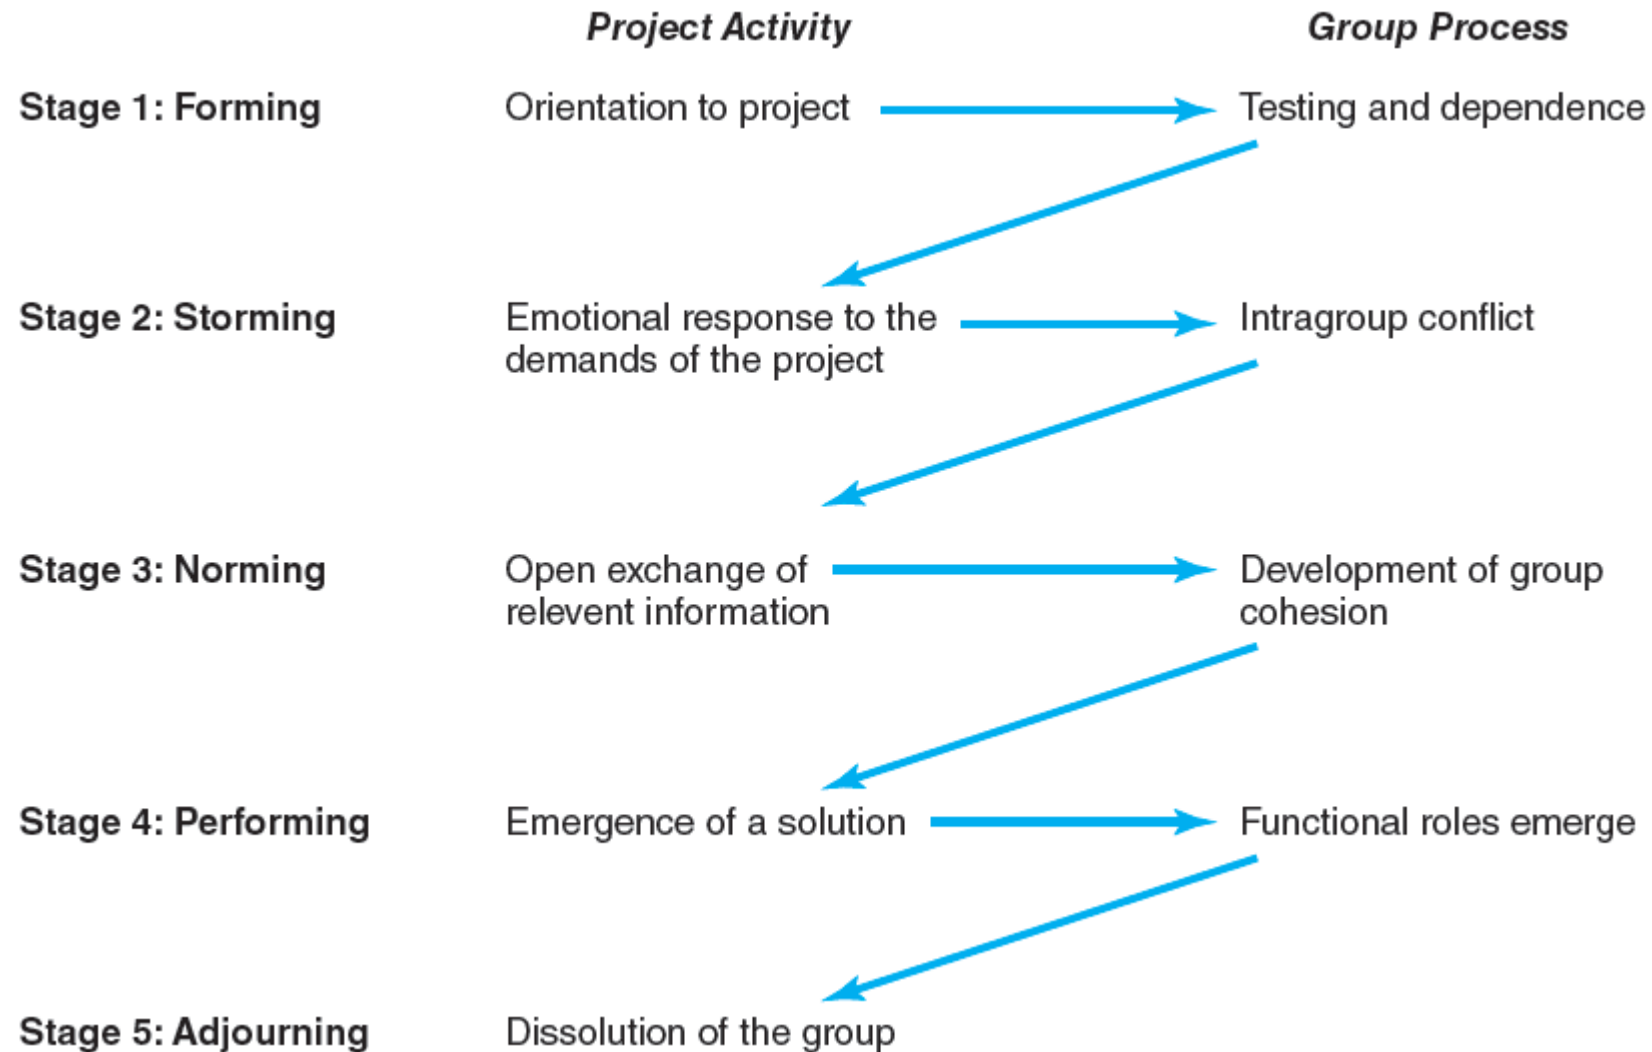 Project Activity Group Process
Stage 1: Forming Orientation to project Testing and dependence
Stage 2: Storming Emotional response to the Intragroup conflict
demands of the project
Stage 3: Norming Open exchange of Development of group
relevent information cohesion
Stage 4: Performing Emergence of a solution Functional roles emerge
Stage 5: Adjourning Dissolution of the group